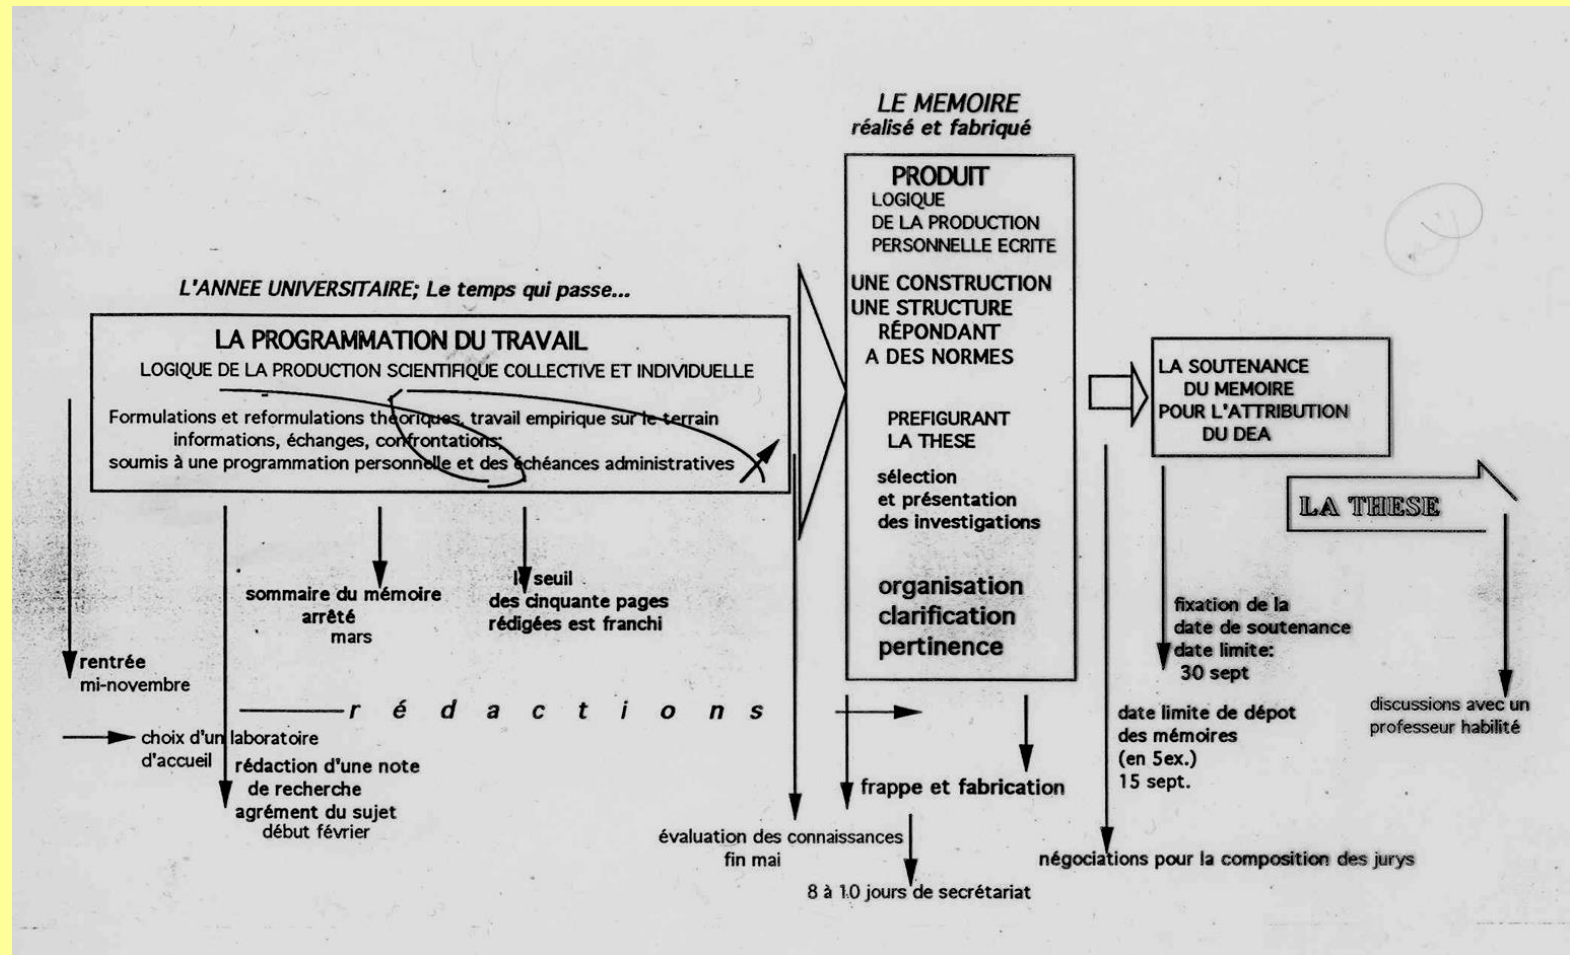 LE MEMOIRE
réalisé et fabriqué
PRODUIT
LOGIQUE
DE LA PRODUCTION
PERSONNELLE ECRITE
UNE CONSTRUCTION
UNE STRUCTURE
RÉPONDANT
A DES NORMES
PREFIGURANT
LA THESE
sélection
et présentation
des investigations
organisation
clarification
pertinence
L'ANNEE UNIVERSITAIRE; Le temps qui passe...
LA PROGRAMMATION DU TRAVAIL
LOGIQUE DE LA PRODUCTION SCIENTIFIQUE COLLECTIVE ET INDIVIDUELLE
Formulations et reformulations théoriques, travail empirique sur le terrain
informations, échanges, confrontations;
soumis à une programmation personnelle et des échéances administratives
LA SOUTENANCE
DU MEMOIRE
POUR L'ATTRIBUTION
DU DEA
LA THESE
sommaire du mémoire
arrêté
mars
le seuil
des cinquante pages
rédigées est franchi
rentrée
mi-novembre
rédactions
choix d'un laboratoire
d'accueil
rédaction d'une note
de recherche
agrément du sujet
début février
évaluation des connaissances
fin mai
frappe et fabrication
8 à 10 jours de secrétariat
fixation de la
date de soutenance
date limite:
30 sept
date limite de dépot
des mémoires
(en 5ex.)
15 sept.
négociations pour la composition des jurys
discussions avec un
professeur habilité